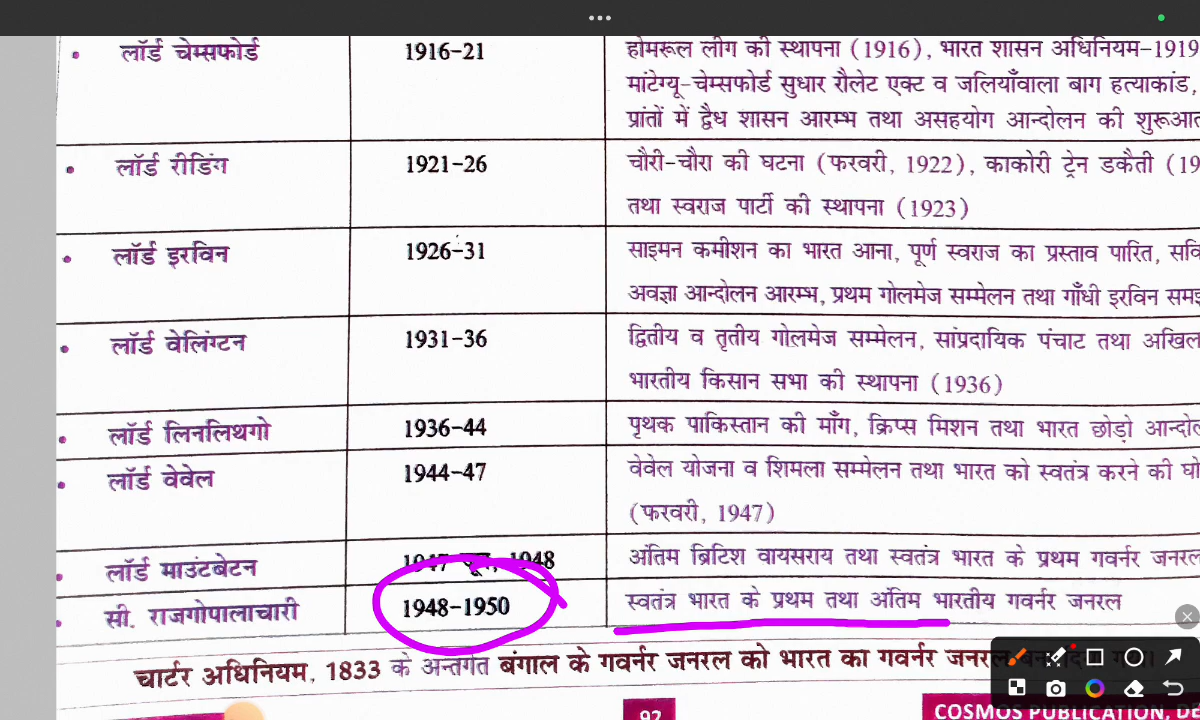 लॉर्ड चेम्सफोर्ड 1916-21 होमरूल लीग की स्थापना (1916), भारत शासन अधिनियम-1919
मांटेग्यू-चेम्सफोर्ड सुधार रौलेट एक्ट व जलियाँवाला बाग हत्याकांड,
प्रांतों में द्वैध शासन आरम्भ तथा असहयोग आन्दोलन की
लॉर्ड रीडिंग 1921-26 चौरी-चौरा की घटना (फरवरी, 1922), काकोरी ट्रेन डकैती
तथा स्वराज पार्टी की स्थापना (1923)
लॉर्ड इरविन 1926-31 साइमन कमीशन का भारत आना, पूर्ण स्वराज का प्रस्ताव पारित,
अवज्ञा आन्दोलन आरम्भ, प्रथम गोलमेज सम्मेलन तथा गाँधी इरविन
लॉर्ड वेलिंग्टन 1931-36 द्वितीय व तृतीय गोलमेज सम्मेलन, सांप्रदायिक पंचाट तथा अखिल
भारतीय किसान सभा की स्थापना (1936)
लॉर्ड लिनलिथगो 1936-44 पृथक पाकिस्तान की माँग, क्रिप्स मिशन तथा भारत छोड़ो
लॉर्ड वेवेल 1944-47 वेवेल योजना व शिमला सम्मेलन तथा भारत को स्वतंत्र करने की
(फरवरी, 1947)
लॉर्ड माउंटबेटन 1947 जून, 1948 अंतिम ब्रिटिश वायसराय तथा स्वतंत्र भारत के प्रथम गवर्नर जनरल
सी. राजगोपालाचारी 1948-1950 स्वतंत्र भारत के प्रथम तथा अंतिम भारतीय गवर्नर जनरल
चार्टर अधिनियम, 1833 के अन्तर्गत बंगाल के गवर्नर जनरल को भारत का गवर्नर जनरल
92 COSMOS PUBLICATION,